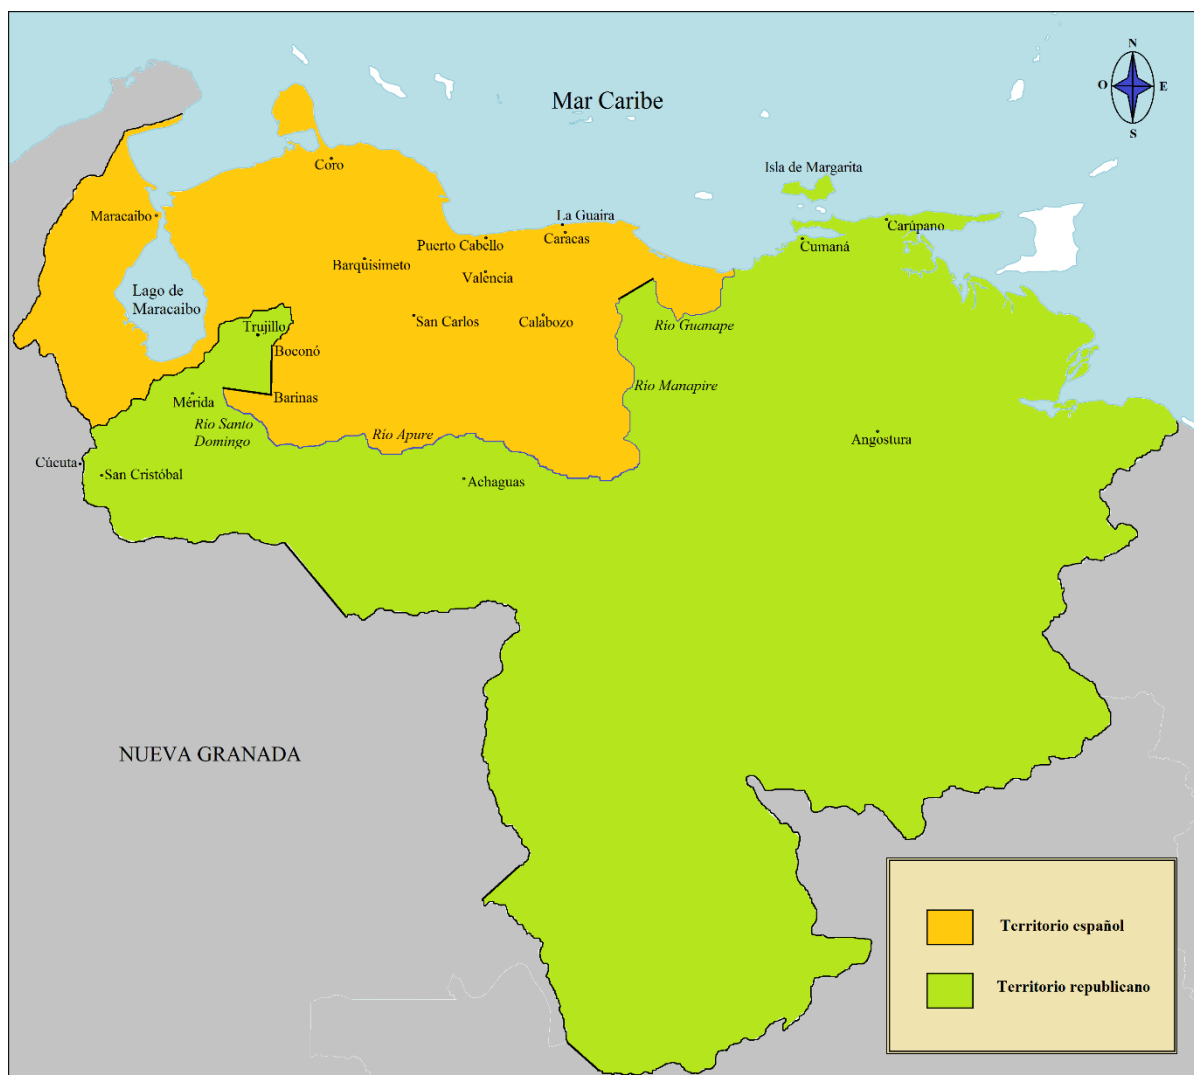 N
O
E
S
Mar Caribe
Coro
Isla de Margarita
Maracaibo
La Guaira
Carúpano
Puerto Cabello
Caracas
Cumaná
Barquisimeto
Valencia
Lago de
Maracaibo
San Carlos
Calabozo
Trujillo
Río Guanape
Boconó
Río Manapire
Mérida
Barinas
Río Santo
Domingo
Río Apure
Angostura
Cúcuta
San Cristóbal
Achaguas
NUEVA GRANADA
Territorio español
Territorio republicano